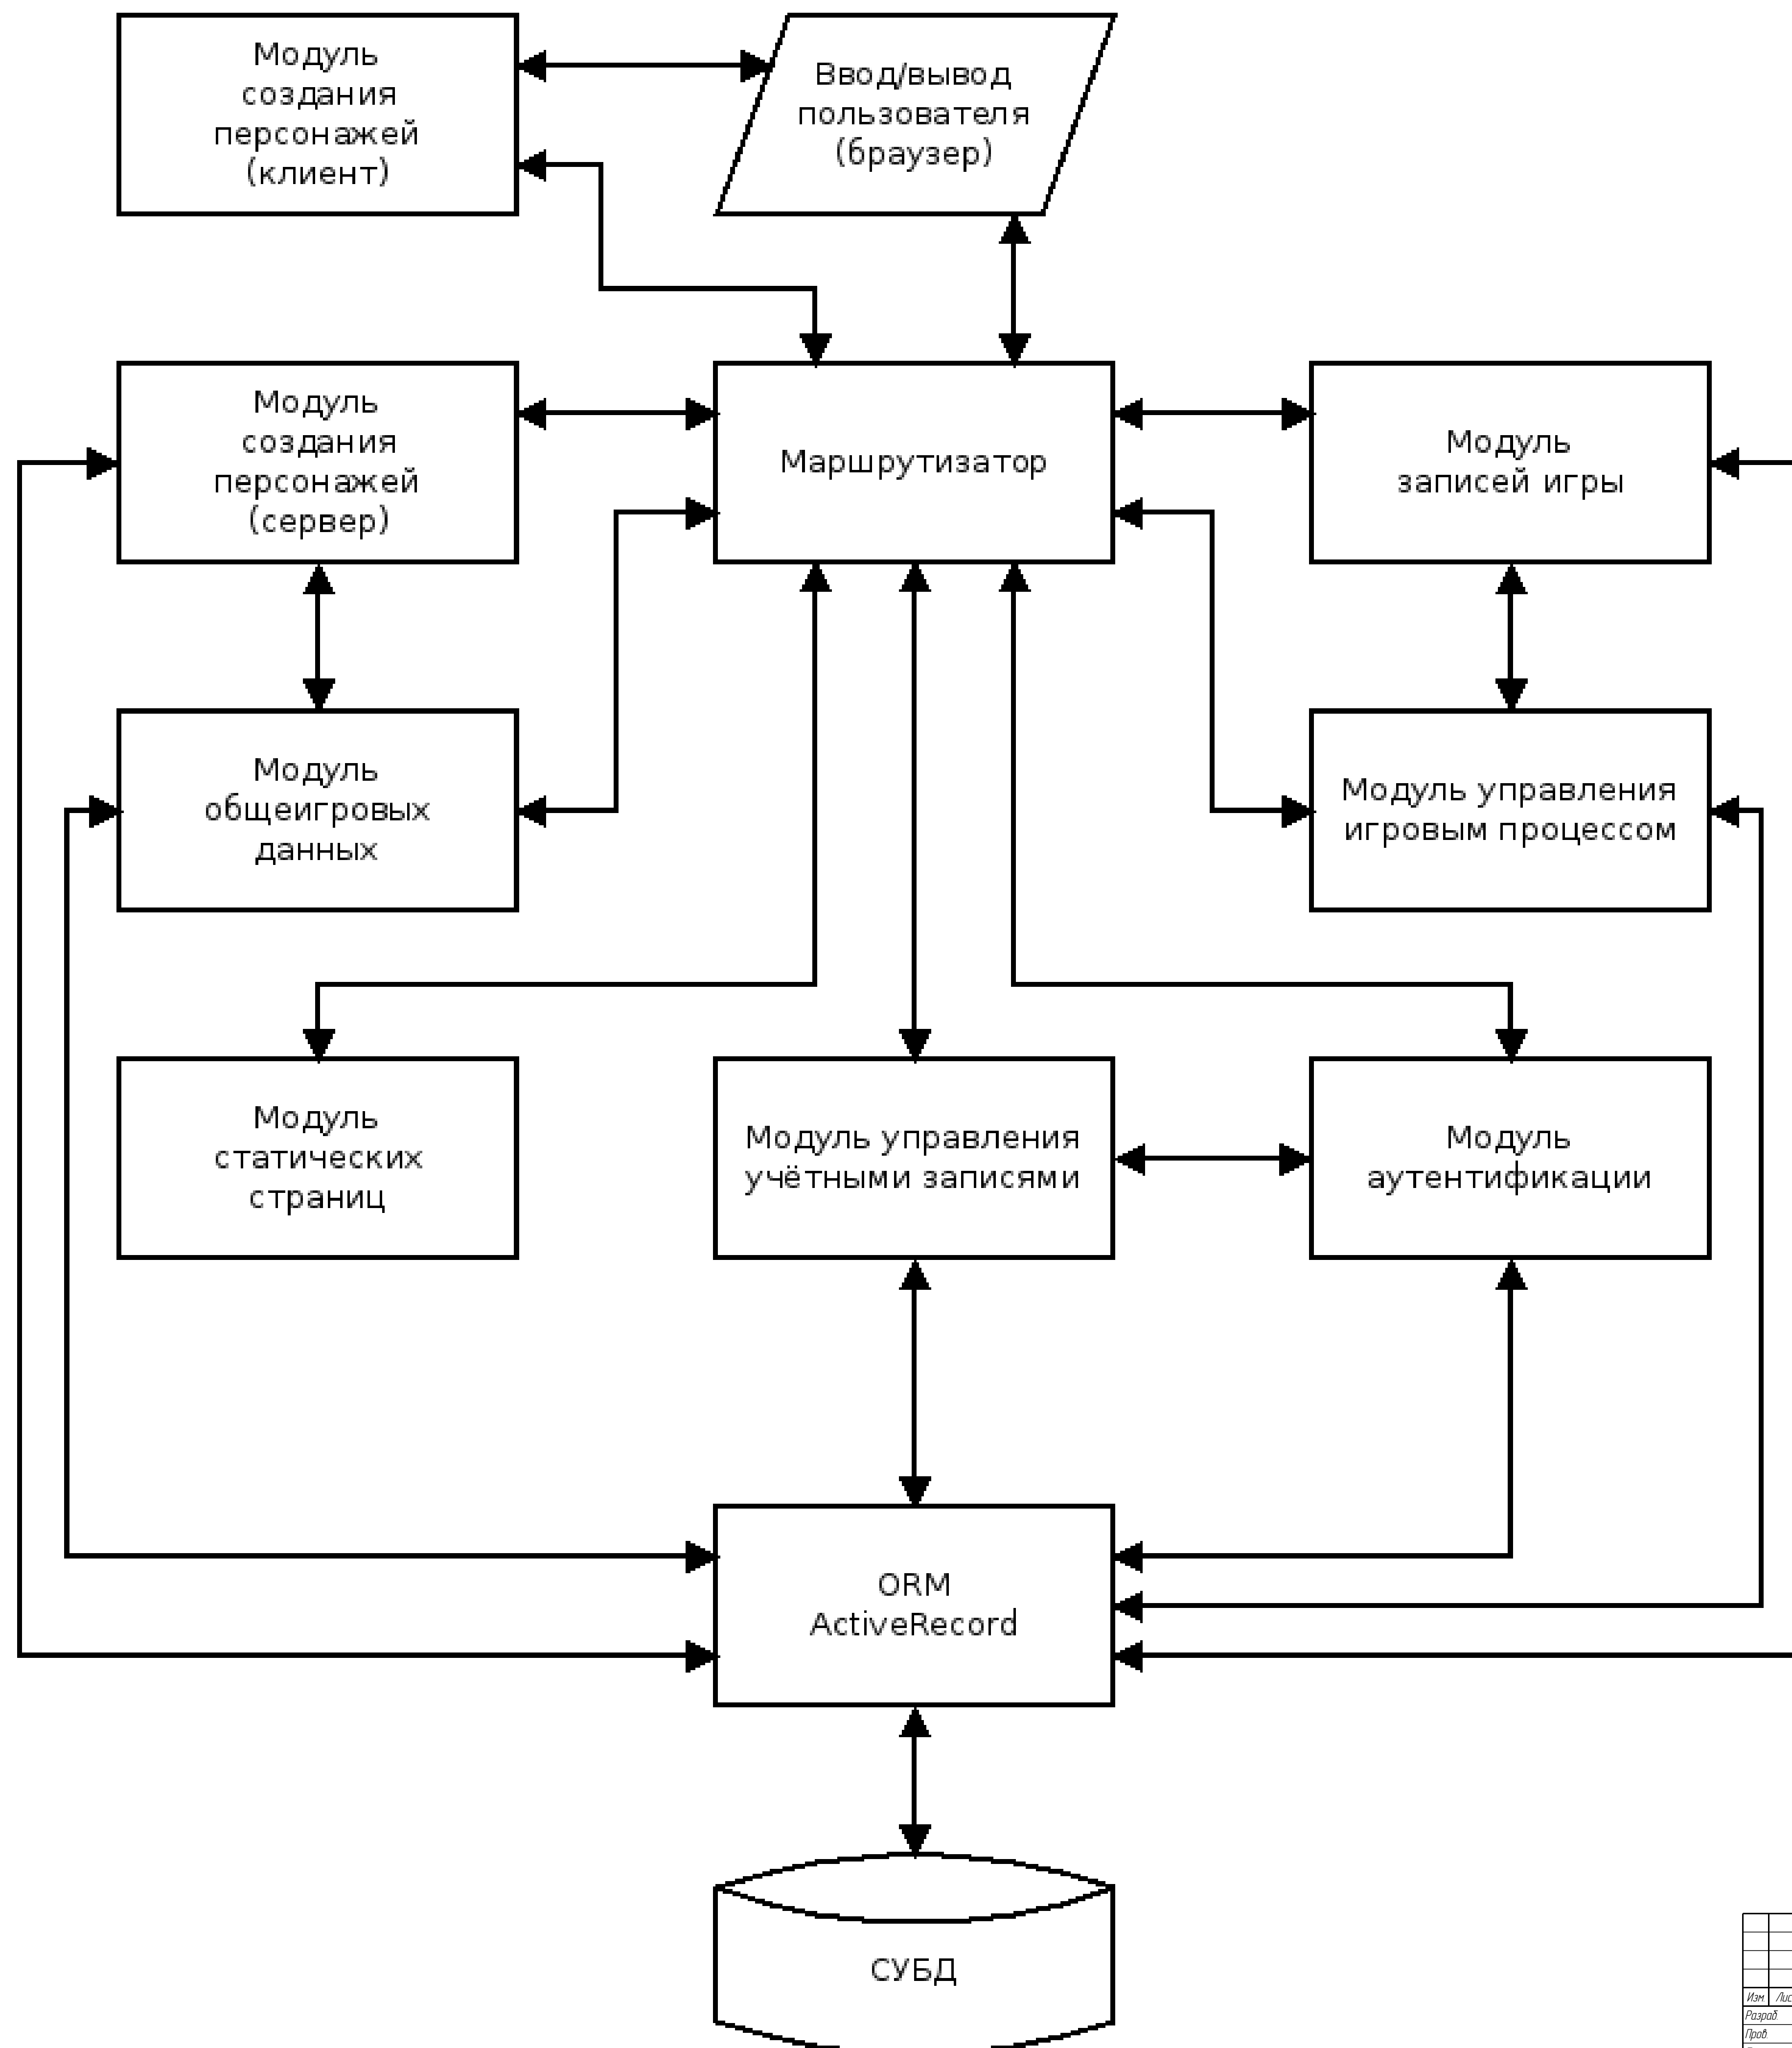 Модуль
создания
персонажей
(клиент)
Ввод/вывод
пользователя
(браузер)
Модуль
создания
персонажей
(сервер)
Маршрутизатор
Модуль
записей игры
Модуль
общеигровых
данных
Модуль управления
игровым процессом
Модуль
статических
страниц
Модуль управления
учётными записями
Модуль
аутентификации
ORM
ActiveRecord
СУБД
Изм
Разраб.
Пров.